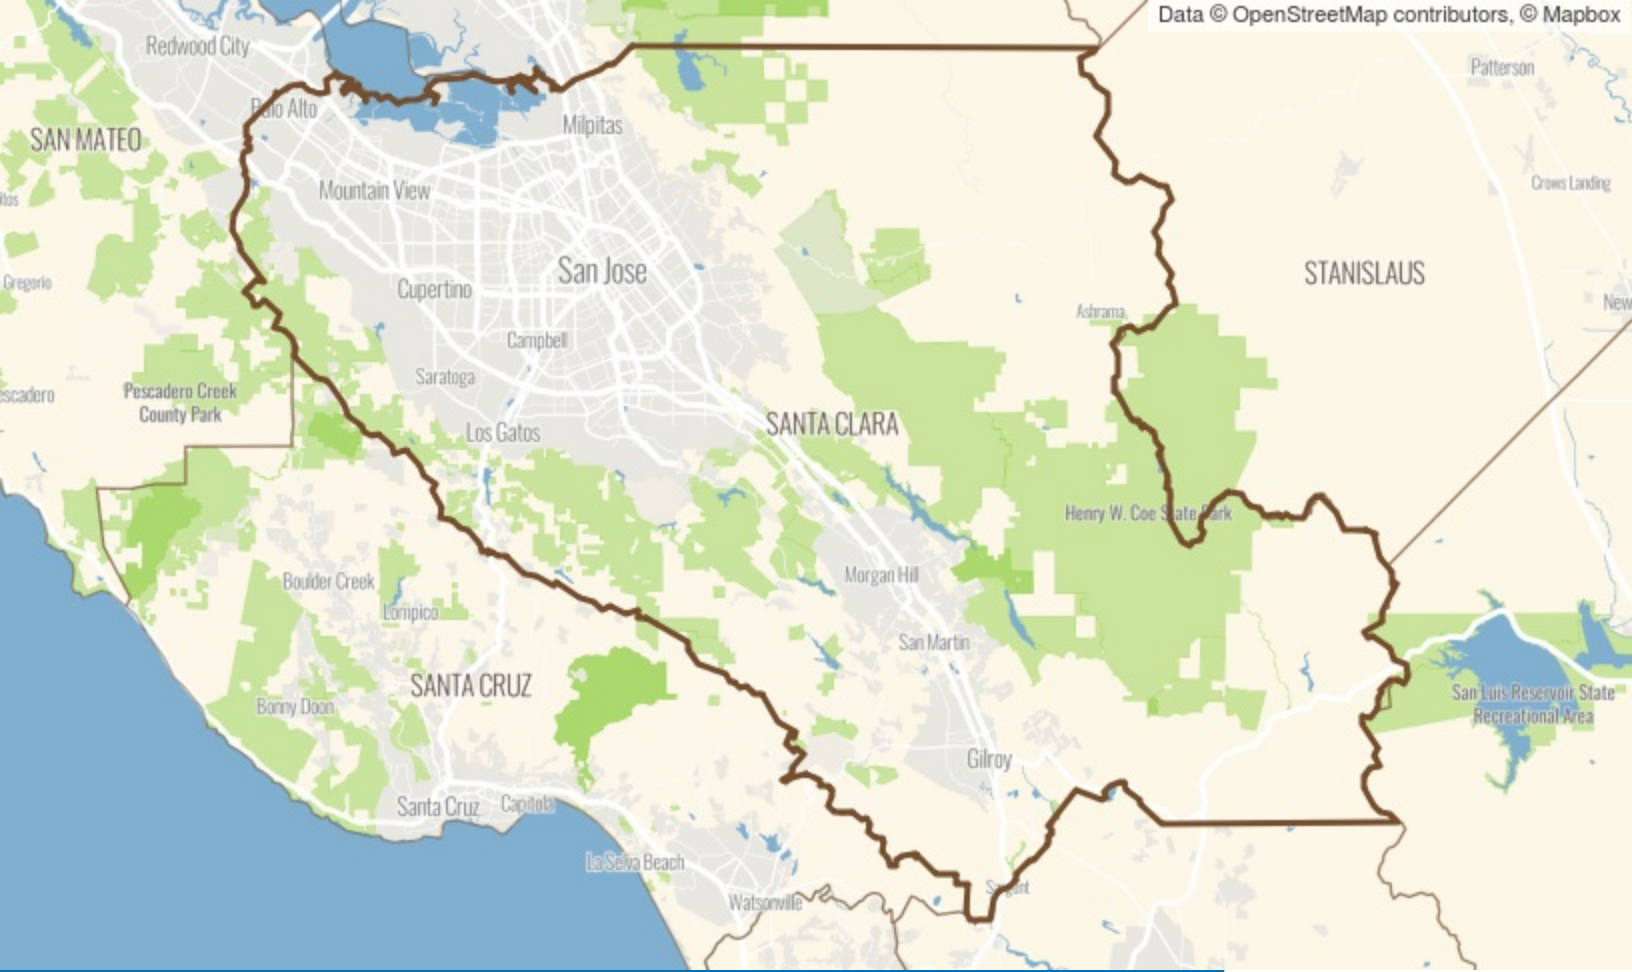 Data © OpenStreetMap contributors, © Mapbox
Redwood City
Patterson
Palo Alto
Milpitas
SAN MATEO
Mountain View
Crows Landing
San Jose
STANISLAUS
Gregorio
Cupertino
New
Ashrama
Campbell
Saratoga
Pescadero Creek
County Park
escadero
SANTA CLARA
Los Gatos
Henry W. Coe State Park
Morgan Hill
Boulder Creek
Lompico
San Martin
SANTA CRUZ
San Luis Reservoir State
Recreational Area
Bonny Doon
Gilroy
Santa Cruz
Capitola
La Selva Beach
Sargent
Watsonville